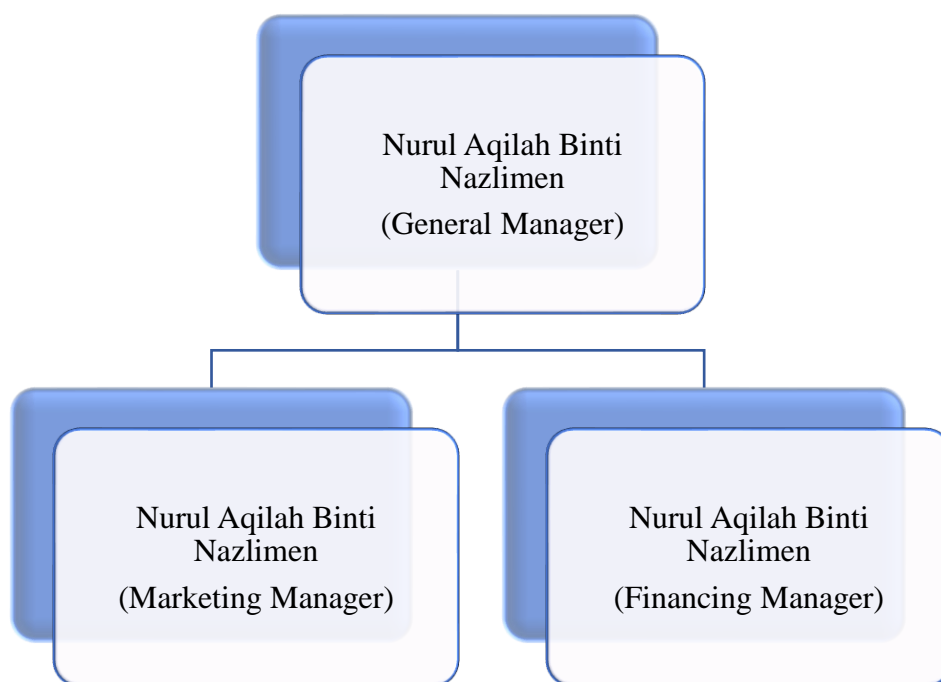 Nurul Aqilah Binti
Nazlimen
(General Manager)
Nurul Aqilah Binti
Nazlimen
(Marketing Manager)
Nurul Aqilah Binti
Nazlimen
(Financing Manager)